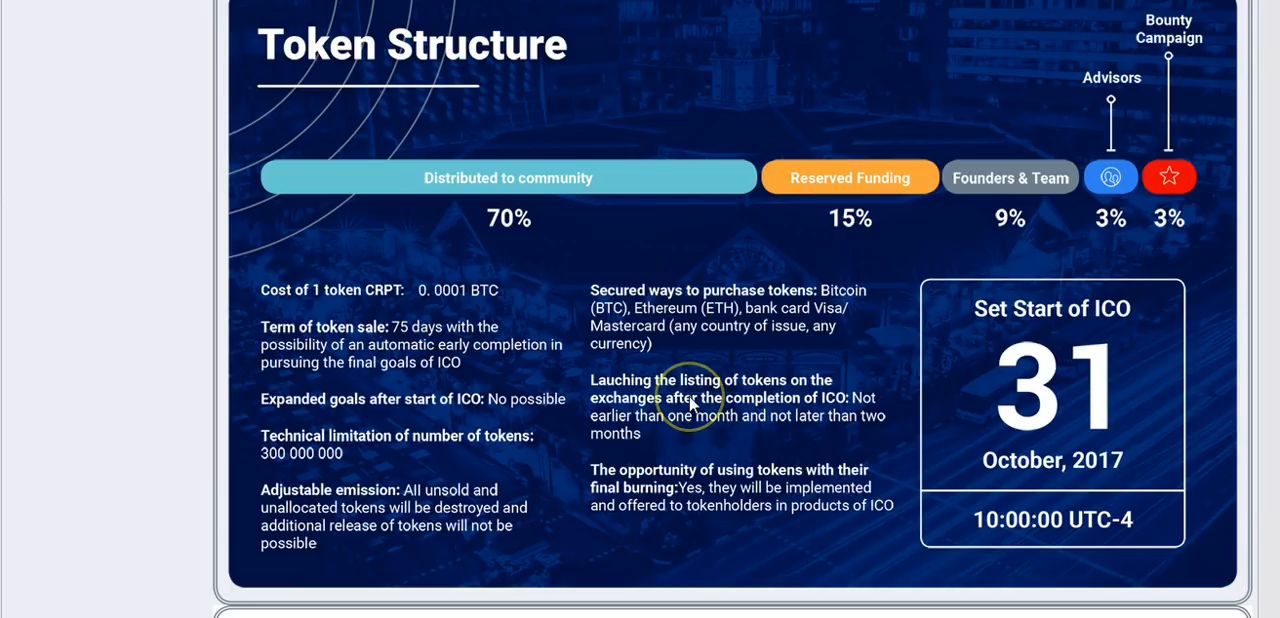 Token Structure
Bounty
Campaign
Advisors
Distributed to community
Reserved Funding
Founders & Team
70%
15%
9%
3%
3%
Cost of 1 token CRPT: 0. 0001 BTC
Term of token sale: 75 days with the
possibility of an automatic early completion in
pursuing the final goals of ICO
Expanded goals after start of ICO: No possible
Technical limitation of number of tokens:
300 000 000
Adjustable emission: All unsold and
unallocated tokens will be destroyed and
additional release of tokens will not be
possible
Secured ways to purchase tokens: Bitcoin
(BTC), Ethereum (ETH), bank card Visa/
Mastercard (any country of issue, any
currency)
Lauching the listing of tokens on the
exchanges after the completion of ICO: Not
earlier than one month and not later than two
months
The opportunity of using tokens with their
final burning:Yes, they will be implemented
and offered to tokenholders in products of ICO
Set Start of ICO
31
October, 2017
10:00:00 UTC-4